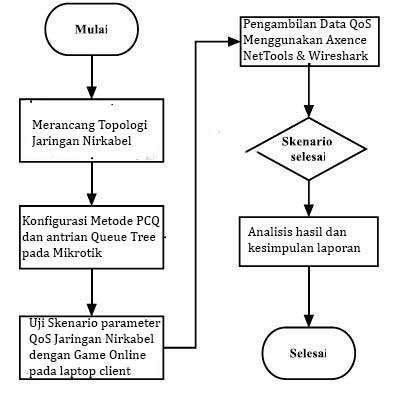 Mulai
Merancang Topologi
Jaringan Nirkabel
Konfigurasi Metode PCQ
dan antrian Queue Tree
pada Mikrotik
Uji Skenario parameter
QoS Jaringan Nirkabel
dengan Game Online
pada laptop client
Pengambilan Data QoS
Menggunakan Axence
NetTools & Wireshark
Skenario
selesai
Analisis hasil dan
kesimpulan laporan
Selesai